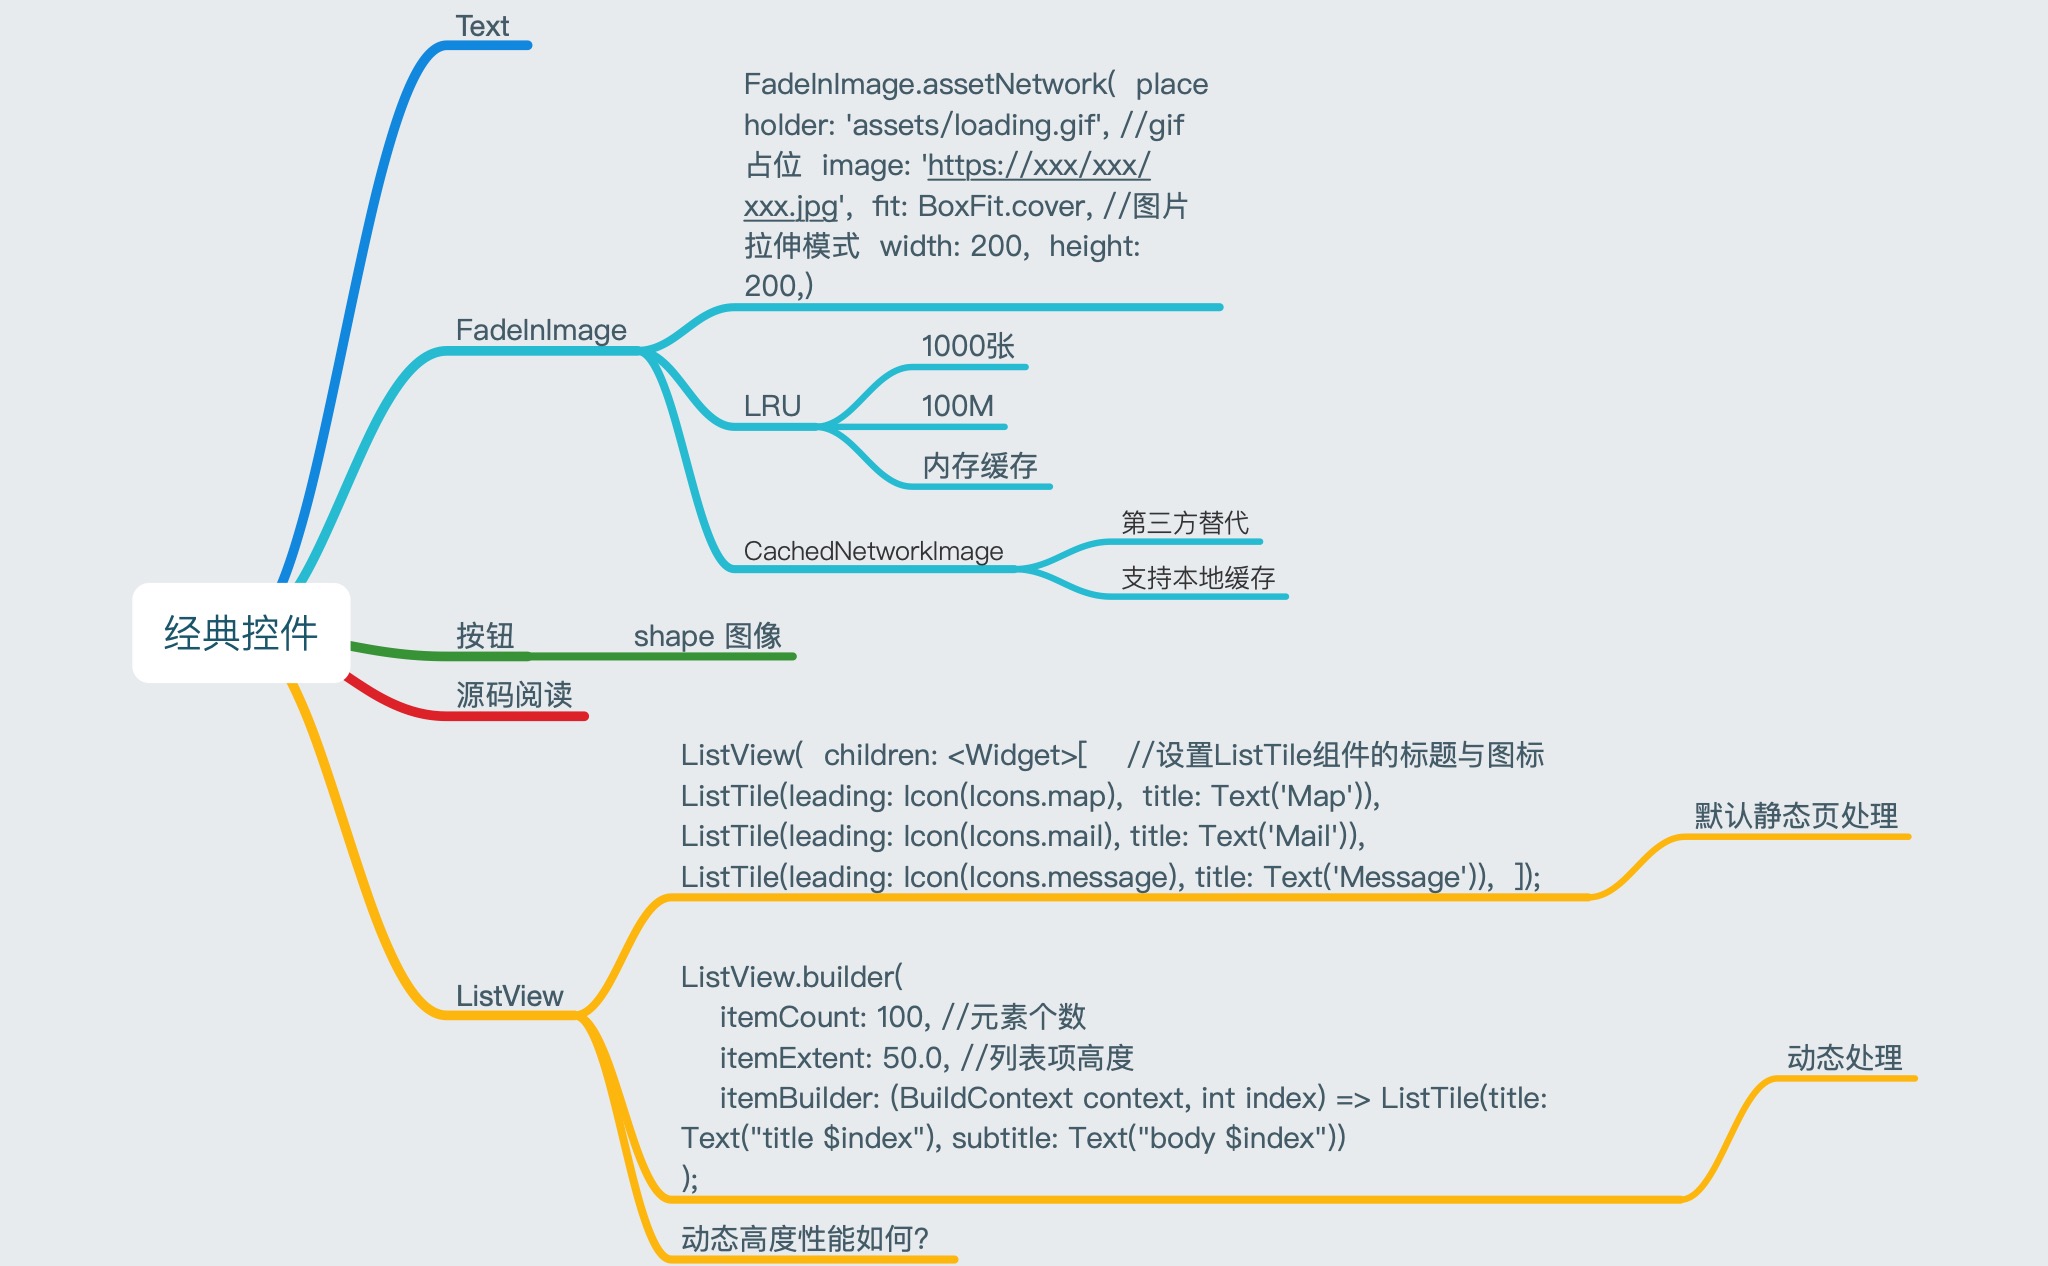 Text
FadeInImage.assetNetwork(  place
holder: 'assets/loading.gif', //gif
占位  image: 'https://xxx/xxx/
xxx.jpg',  fit: BoxFit.cover, //图片
拉伸模式  width: 200,  height:
200,)
FadeInImage
1000张
LRU
100M
内存缓存
第三方替代
CachedNetworkImage
支持本地缓存
经典控件
按钮
shape 图像
源码阅读
ListView(  children: <Widget>[    //设置ListTile组件的标题与图标
ListTile(leading: Icon(Icons.map),  title: Text('Map')),
ListTile(leading: Icon(Icons.mail), title: Text('Mail')),
ListTile(leading: Icon(Icons.message), title: Text('Message')),  ]);
默认静态页处理
ListView
ListView.builder(
    itemCount: 100, //元素个数
    itemExtent: 50.0, //列表项高度
    itemBuilder: (BuildContext context, int index) => ListTile(title:
Text("title $index"), subtitle: Text("body $index"))
);
动态处理
动态高度性能如何?